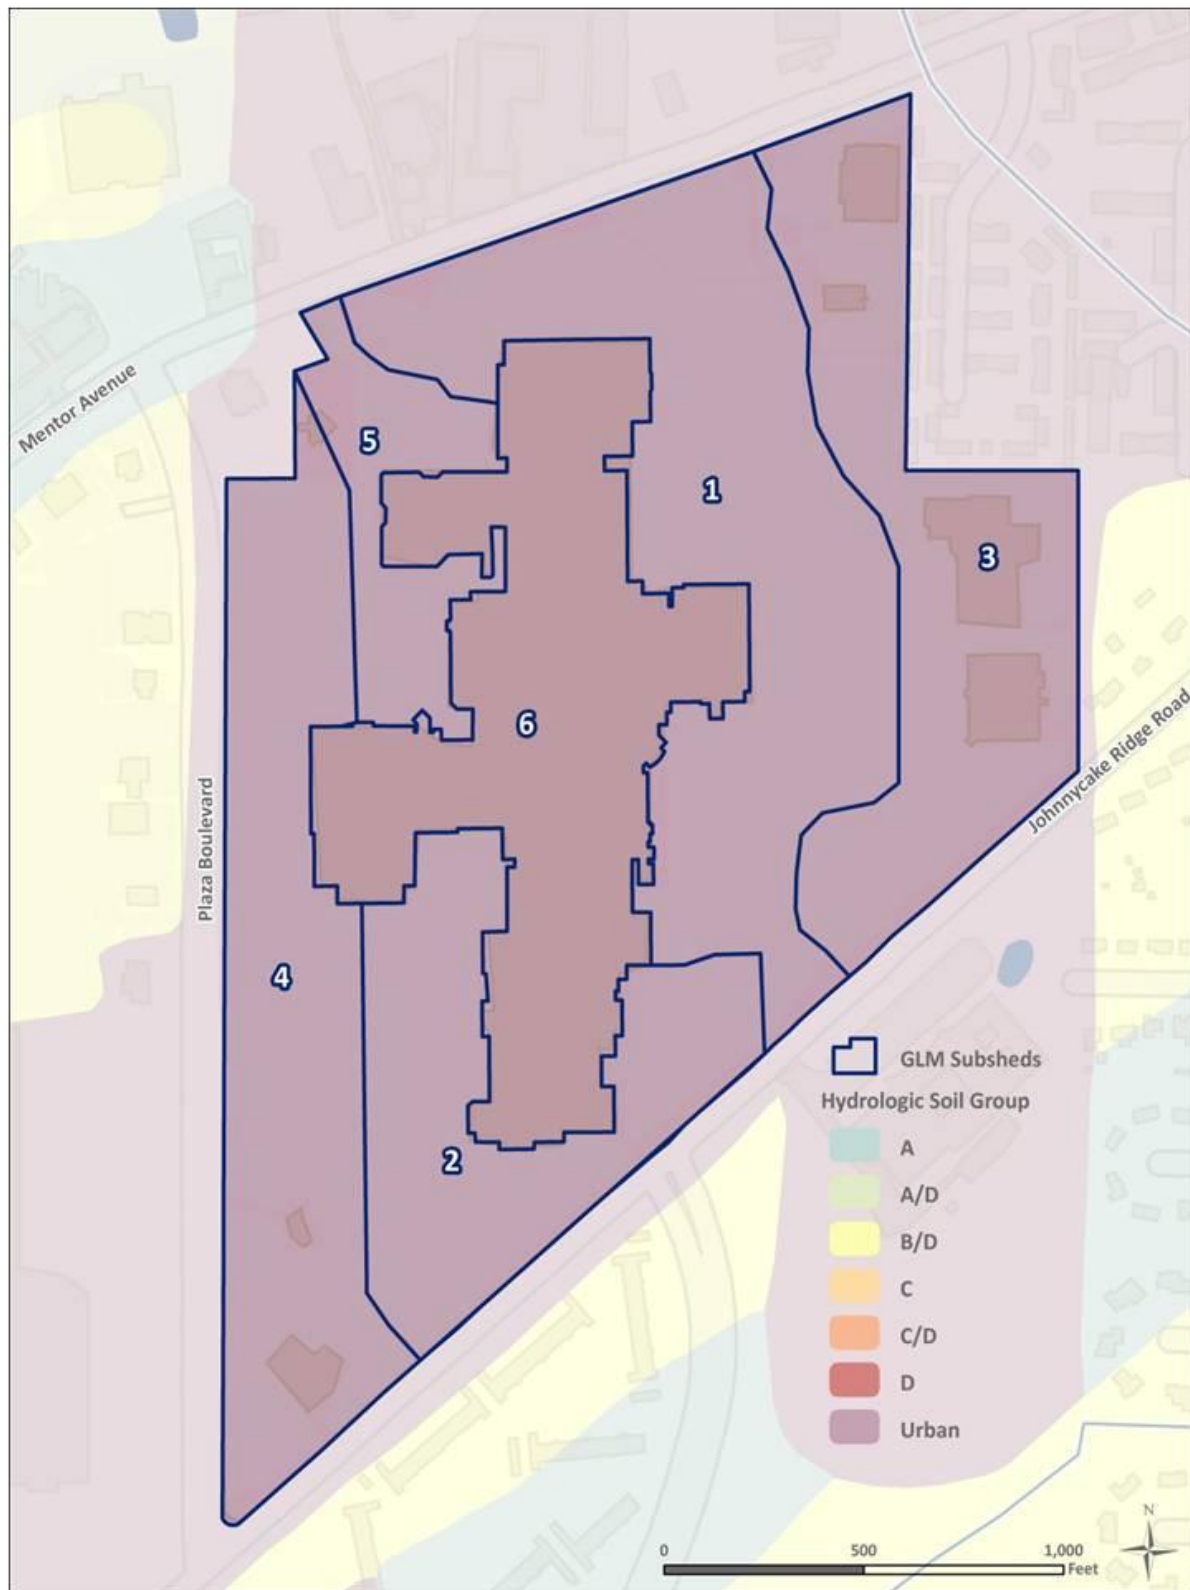 Mentor Avenue
5
1
3
6
Johnnycake Ridge Road
Plaza Boulevard
4
2
GLM Subsheds
Hydrologic Soil Group
A
A/D
B/D
C
C/D
D
Urban
N
0 500 1,000
Feet